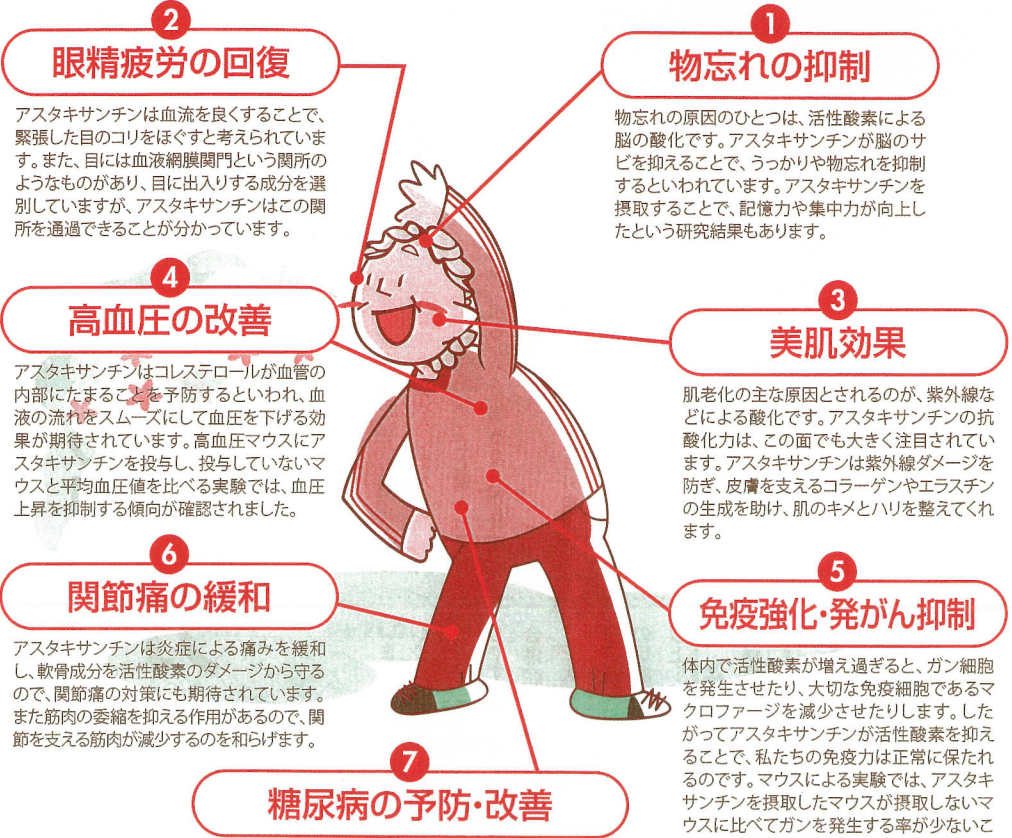 1
物忘れの抑制
物忘れの原因のひとつは、活性酸素による
脳の酸化です。アスタキサンチンが脳のサ
ビを抑えることで、うっかりや物忘れを抑制
するといわれています。アスタキサンチンを
摂取することで、記憶力や集中力が向上し
たという研究結果もあります。
2
眼精疲労の回復
アスタキサンチンは血流を良くすることで、
緊張した目のコリをほぐすと考えられていま
す。また、目には血液網膜関門という関所の
ようなものがあり、目に出入りする成分を選
別していますが、アスタキサンチンはこの関
所を通過できることが分かっています。
3
美肌効果
肌老化の主な原因とされるのが、紫外線な
どによる酸化です。アスタキサンチンの抗
酸化力は、この面でも大きく注目されてい
ます。アスタキサンチンは紫外線ダメージを
防ぎ、皮膚を支えるコラーゲンやエラスチン
の生成を助け、肌のキメとハリを整えてくれ
ます。
4
高血圧の改善
アスタキサンチンはコレステロールが血管の
内部にたまることを予防するといわれ、血
液の流れをスムーズにして血圧を下げる効
果が期待されています。高血圧マウスにア
スタキサンチンを投与し、投与していないマ
ウスと平均血圧値を比べる実験では、血圧
上昇を抑制する傾向が確認されました。
5
免疫強化・発がん抑制
体内で活性酸素が増え過ぎると、ガン細胞
を発生させたり、大切な免疫細胞であるマ
クロファージを減少させたりします。した
がってアスタキサンチンが活性酸素を抑え
ることで、私たちの免疫力は正常に保たれ
るのです。マウスによる実験では、アスタキ
サンチンを摂取したマウスが摂取しないマ
ウスに比べてガンを発生する率が少ないこ
6
関節痛の緩和
アスタキサンチンは炎症による痛みを緩和
し、軟骨成分を活性酸素のダメージから守る
ので、関節痛の対策にも期待されています。
また筋肉の委縮を抑える作用があるので、関
節を支える筋肉が減少するのを和らげます。
7
糖尿病の予防・改善